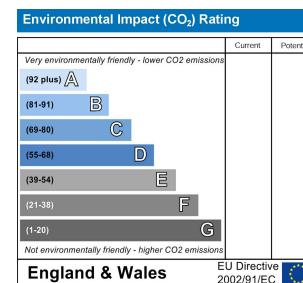 Environmental Impact (CO₂) Rating
Current Potent
Very environmentally friendly - lower CO2 emissions
(92 plus) A
(81-91) B
(69-80) C
(55-68) D
(39-54) E
(21-38) F
(1-20) G
Not environmentally friendly - higher CO2 emissions
England & Wales
EU Directive
2002/91/EC